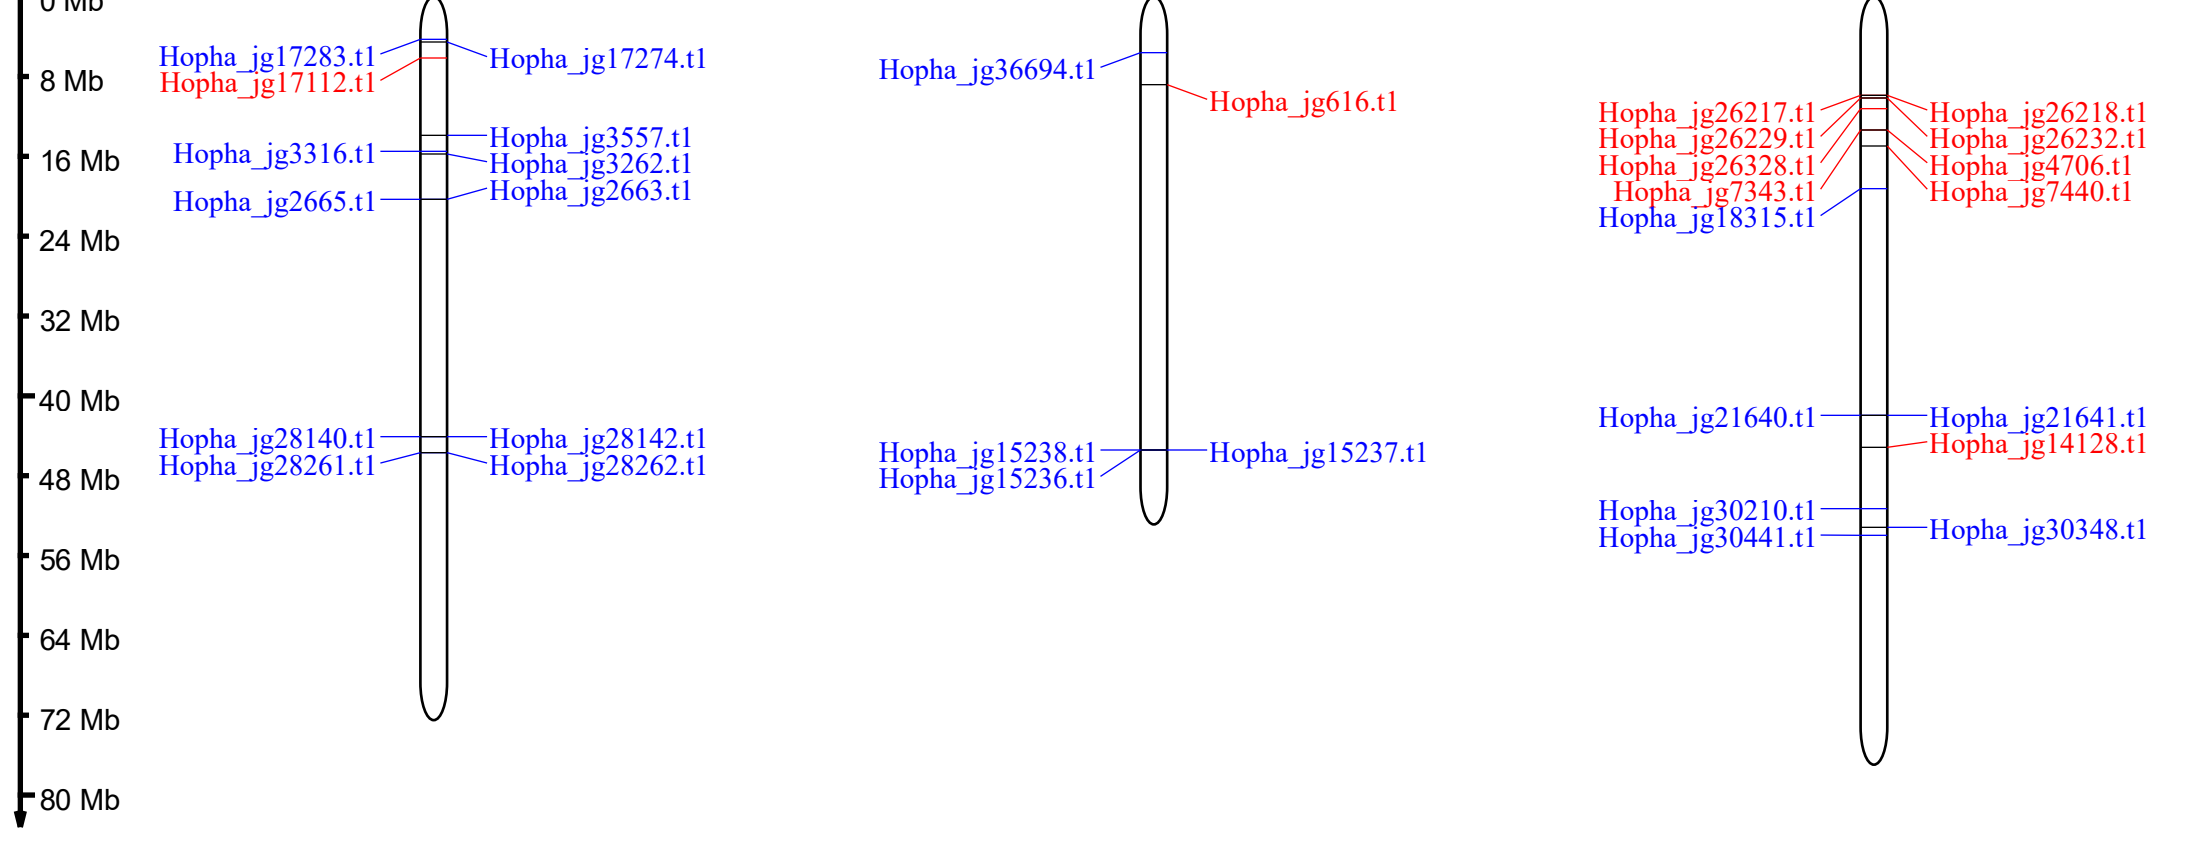 0 Mb
8 Mb
16 Mb
24 Mb
32 Mb
40 Mb
48 Mb
56 Mb
64 Mb
72 Mb
80 Mb
Hopha_jg17283.t1
Hopha_jg17112.t1
Hopha_jg3316.t1
Hopha_jg2665.t1
Hopha_jg28140.t1
Hopha_jg28261.t1
Hopha_jg17274.t1
Hopha_jg3557.t1
Hopha_jg3262.t1
Hopha_jg2663.t1
Hopha_jg28142.t1
Hopha_jg28262.t1
Hopha_jg36694.t1
Hopha_jg15238.t1
Hopha_jg15236.t1
Hopha_jg616.t1
Hopha_jg15237.t1
Hopha_jg26217.t1
Hopha_jg26229.t1
Hopha_jg26328.t1
Hopha_jg7343.t1
Hopha_jg18315.t1
Hopha_jg21640.t1
Hopha_jg30210.t1
Hopha_jg30441.t1
Hopha_jg26218.t1
Hopha_jg26232.t1
Hopha_jg4706.t1
Hopha_jg7440.t1
Hopha_jg21641.t1
Hopha_jg14128.t1
Hopha_jg30348.t1